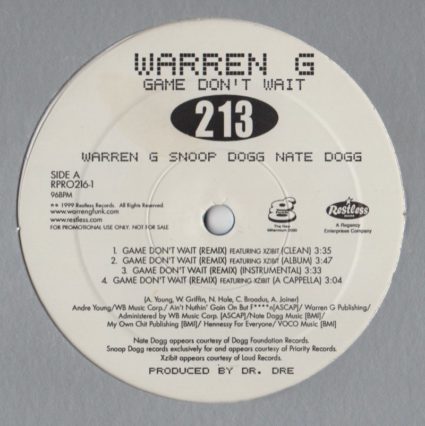 WARREN G
GAME DON'T WAIT
213
WARREN G SNOOP DOGG NATE DOGG
SIDE A
RPRO216-1
96BPM
1999 Restless Records. All Rights Reserved.
www.warrengfunk.com
www.restless.com
FOR PROMOTIONAL USE ONLY. NOT FOR SALE
The New
Millennium 2000
Restless
A Regency
Enterprises Company
1. GAME DON'T WAIT (REMIX) FEATURING XZIBIT (CLEAN) 3:35
2. GAME DON'T WAIT (REMIX) FEATURING XZIBIT (ALBUM) 3:47
3. GAME DON'T WAIT (REMIX) (INSTRUMENTAL) 3:33
4. GAME DON'T WAIT (REMIX) FEATURING XZIBIT (A CAPPELLA) 3:04
(A. Young, W Griffin, N. Hale, C. Broadus, A. Joiner)
Andre Young/WB Music Corp./ Ain't Nuthin' Goin On But F****n[ASCAP]/ Warren G Publishing/
Administered by WB Music Corp. [ASCAP]/Nate Dogg Music [BMI]/
My Own Chit Publishing [BMI]/ Hennessy For Everyone/ VOCO Music [BMI]
Nate Dogg appears courtesy of Dogg Foundation Records.
Snoop Dogg records exclusively for and appears courtesy of Priority Records.
Xzibit appears courtesy of Loud Records.
PRODUCED BY DR. DRE